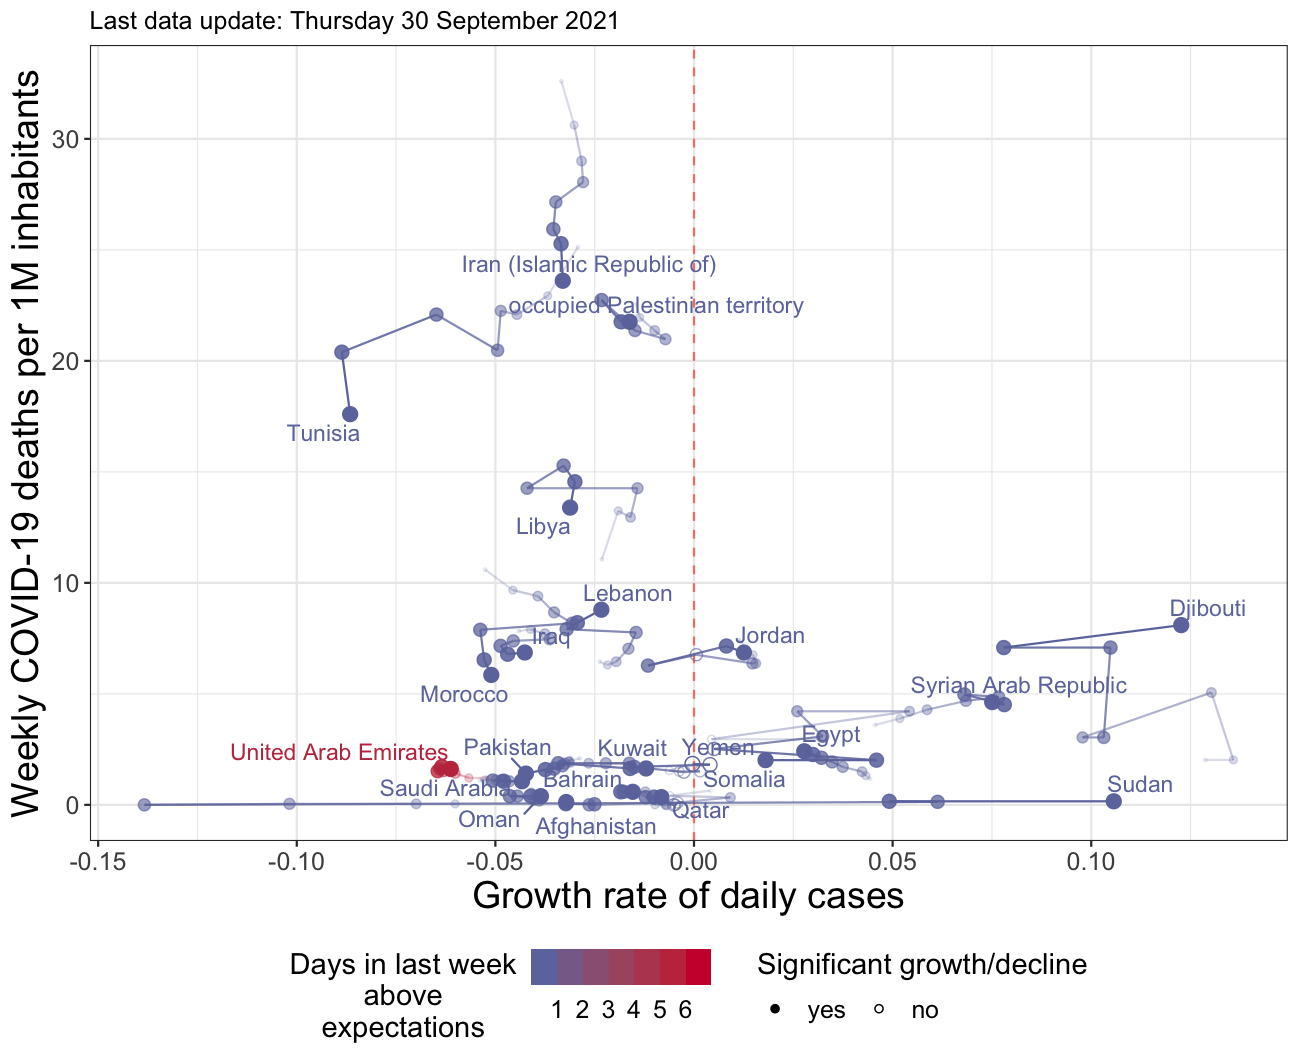 Last data update: Thursday 30 September 2021
Weekly COVID-19 deaths per 1M inhabitants
30
20
10
0
Iran (Islamic Republic of)
occupied Palestinian territory
Tunisia
Libya
Lebanon
Djibouti
Iraq
Jordan
Syrian Arab Republic
Morocco
Egypt
United Arab Emirates
Pakistan
Kuwait
Yemen
Saudi Arabia
Bahrain
Somalia
Sudan
Oman
Qatar
Afghanistan
-0.15
-0.10
-0.05
0.00
0.05
0.10
Growth rate of daily cases
Days in last week
above
expectations
1 2 3 4 5 6
Significant growth/decline
yes
no